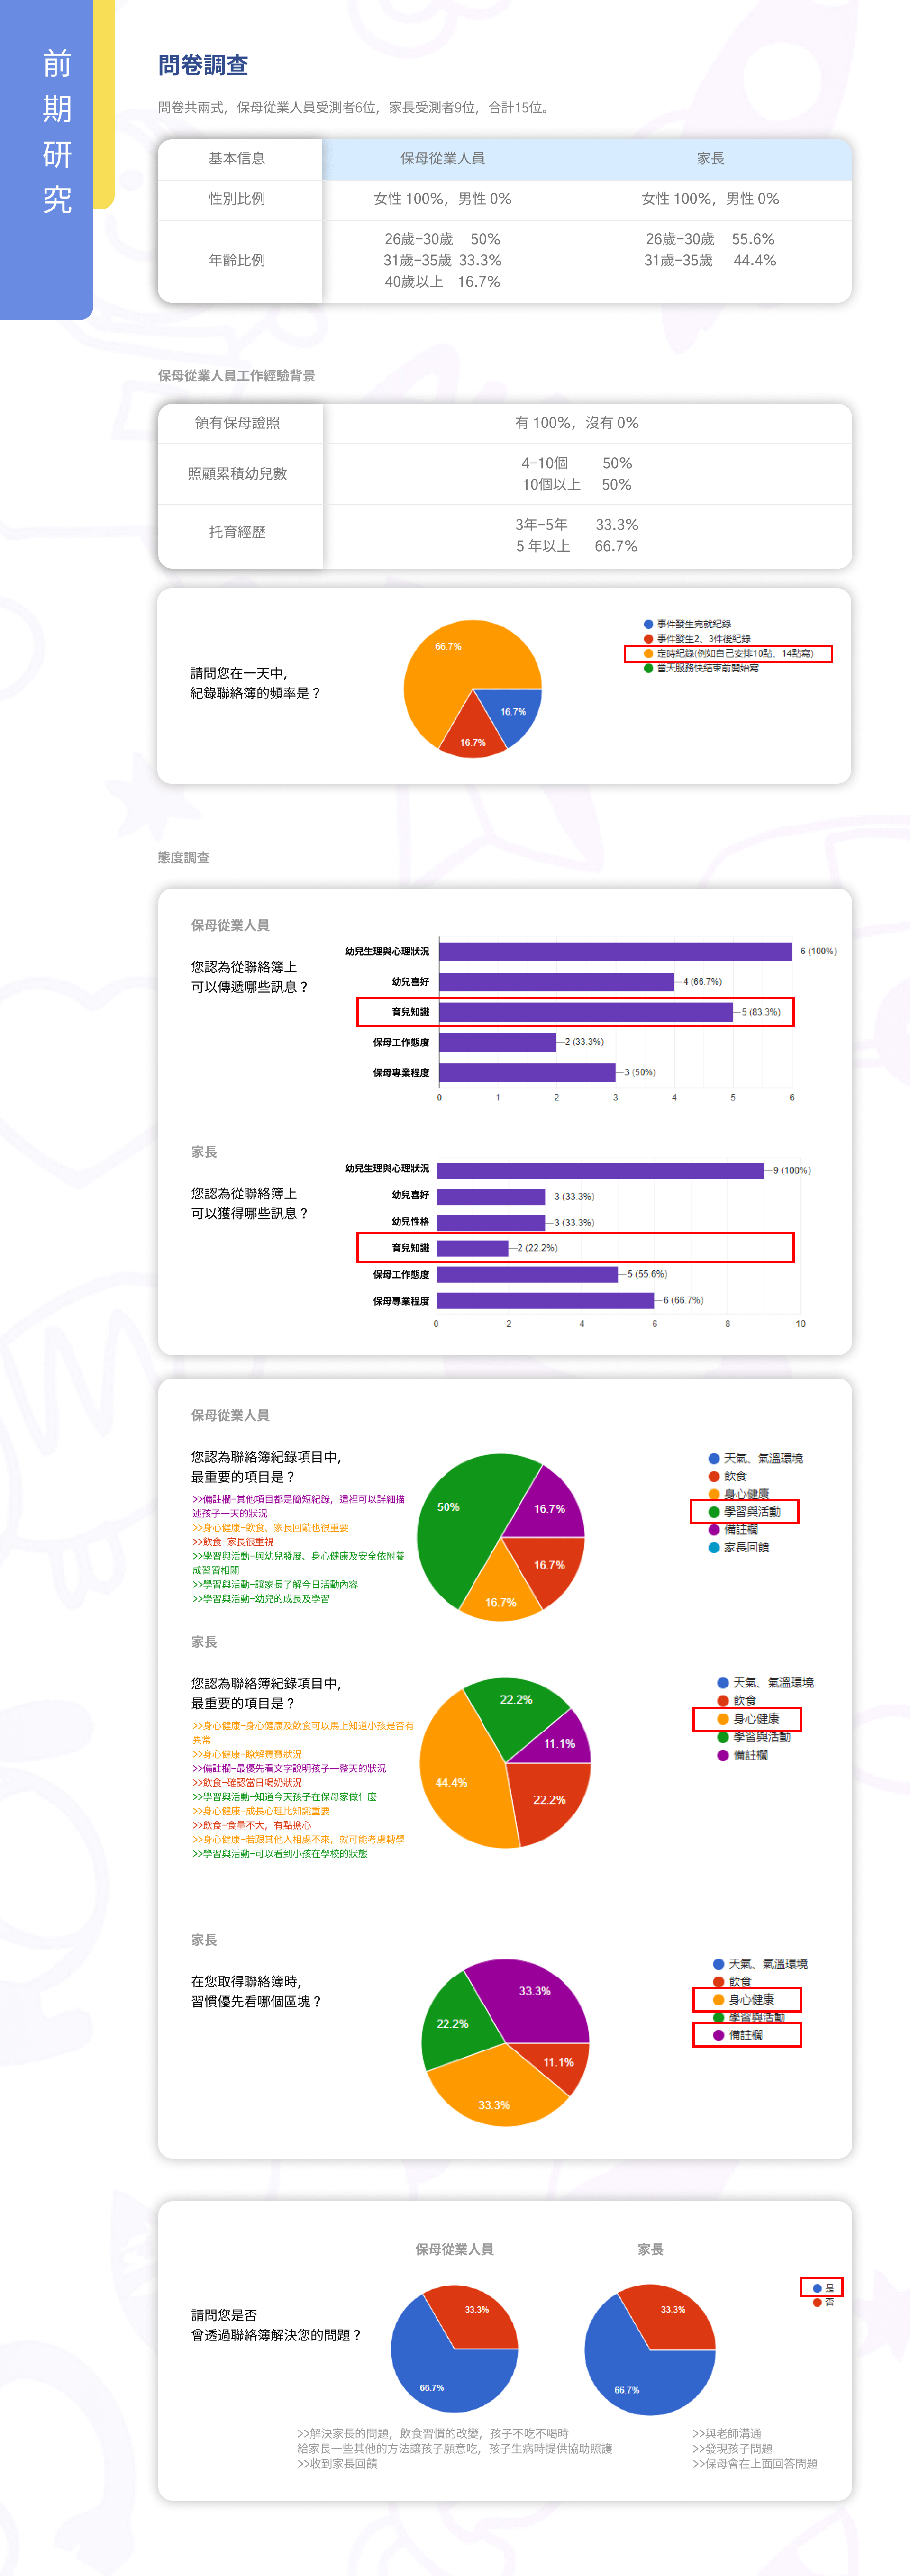 前期研究
問卷調查
問卷共兩式，保母從業人員受測者6位，家長受測者9位，合計15位。
基本信息 保母從業人員 家長
性別比例 女性 100%，男性 0% 女性 100%，男性 0%
年齡比例
26歲-30歲 50%
31歲-35歲 33.3%
40歲以上 16.7%
26歲-30歲 55.6%
31歲-35歲 44.4%
保母從業人員工作經驗背景
領有保母證照 有 100%，沒有 0%
照顧累積幼兒數
4-10個 50%
10個以上 50%
托育經歷
3年-5年 33.3%
5 年以上 66.7%
請問您在一天中，
紀錄聯絡簿的頻率是？
66.7%
16.7%
16.7%
事件發生完就紀錄
事件發生2、3件後紀錄
定時紀錄(例如自己安排10點、14點寫)
當天服務快結束前開始寫
態度調查
保母從業人員
您認為從聯絡簿上
可以傳遞哪些訊息？
幼兒生理與心理狀況 6 (100%)
幼兒喜好 4 (66.7%)
育兒知識 5 (83.3%)
保母工作態度 2 (33.3%)
保母專業程度 3 (50%)
0 1 2 3 4 5 6
家長
您認為從聯絡簿上
可以獲得哪些訊息？
幼兒生理與心理狀況 9 (100%)
幼兒喜好 3 (33.3%)
幼兒性格 3 (33.3%)
育兒知識 2 (22.2%)
保母工作態度 5 (55.6%)
保母專業程度 6 (66.7%)
0 2 4 6 8 10
保母從業人員
您認為聯絡簿紀錄項目中，
最重要的項目是？
>>備註欄-其他項目都是簡短紀錄，這裡可以詳細描
述孩子一天的狀況
>>身心健康-飲食、家長回饋也很重要
>>飲食-家長很重視
>>學習與活動-與幼兒發展、身心健康及安全依附養
成習習相關
>>學習與活動-讓家長了解今日活動內容
>>學習與活動-幼兒的成長及學習
50%
16.7%
16.7%
16.7%
天氣、氣溫環境
飲食
身心健康
學習與活動
備註欄
家長回饋
家長
您認為聯絡簿紀錄項目中，
最重要的項目是？
>>身心健康-身心健康及飲食可以馬上知道小孩是否有
異常
>>身心健康-瞭解寶寶狀況
>>備註欄-最優先看文字說明孩子一整天的狀況
>>飲食-確認當日喝奶狀況
>>學習與活動-知道今天孩子在保母家做什麼
>>身心健康-成長心理比知識重要
>>飲食-食量不大，有點擔心
>>身心健康-若跟其他人相處不來，就可能考慮轉學
>>學習與活動-可以看到小孩在學校的狀態
22.2%
11.1%
44.4%
22.2%
天氣、氣溫環境
飲食
身心健康
學習與活動
備註欄
家長
在您取得聯絡簿時，
習慣優先看哪個區塊？
33.3%
22.2%
11.1%
33.3%
天氣、氣溫環境
飲食
身心健康
學習與活動
備註欄
保母從業人員 家長
請問您是否
曾透過聯絡簿解決您的問題？
33.3%
66.7%
33.3%
66.7%
是
否
>>解決家長的問題，飲食習慣的改變，孩子不吃不喝時
給家長一些其他的方法讓孩子願意吃，孩子生病時提供協助照護
>>收到家長回饋
>>與老師溝通
>>發現孩子問題
>>保母會在上面回答問題